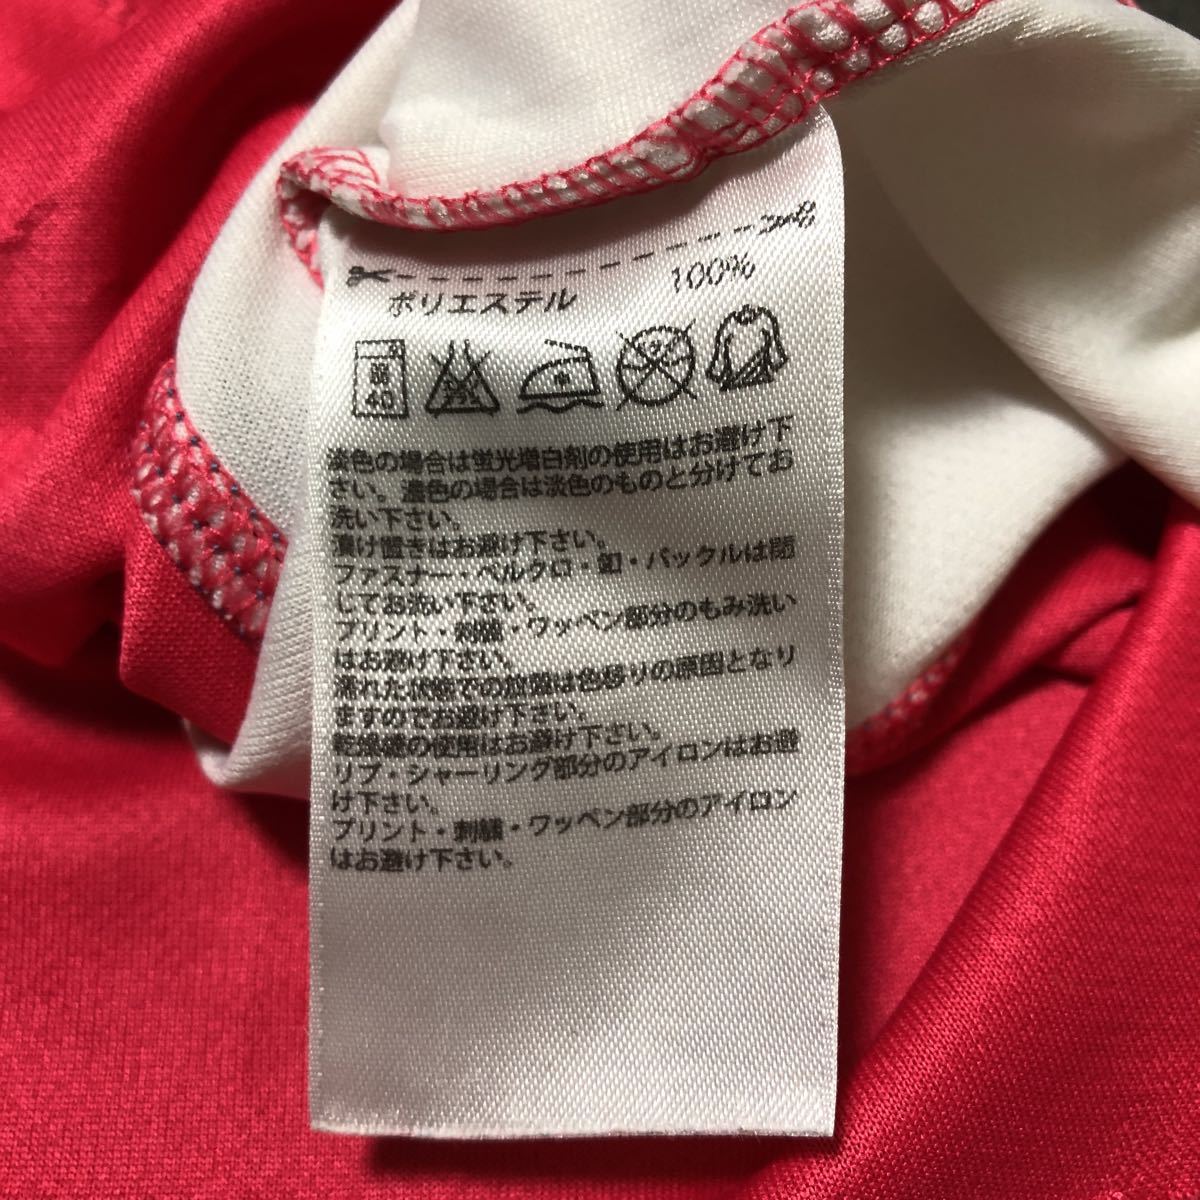 ポリエステル 100%
弱 40
淡色の場合は蛍光増白剤の使用はお避け下
さい。濃色の場合は淡色のものと分けてお
洗い下さい。
漬け置きはお避け下さい。
ファスナー・ベルクロ・釦・バックルは閉
じてお洗い下さい。
プリント・刺繍・ワッペン部分のもみ洗い
はお避け下さい。
濡れた状態での放置は色移りの原因となり
ますのでお避け下さい。
乾燥機の使用はお避け下さい。
リブ・シャーリング部分のアイロンはお避
け下さい。
プリント・刺繍・ワッペン部分のアイロン
はお避け下さい。